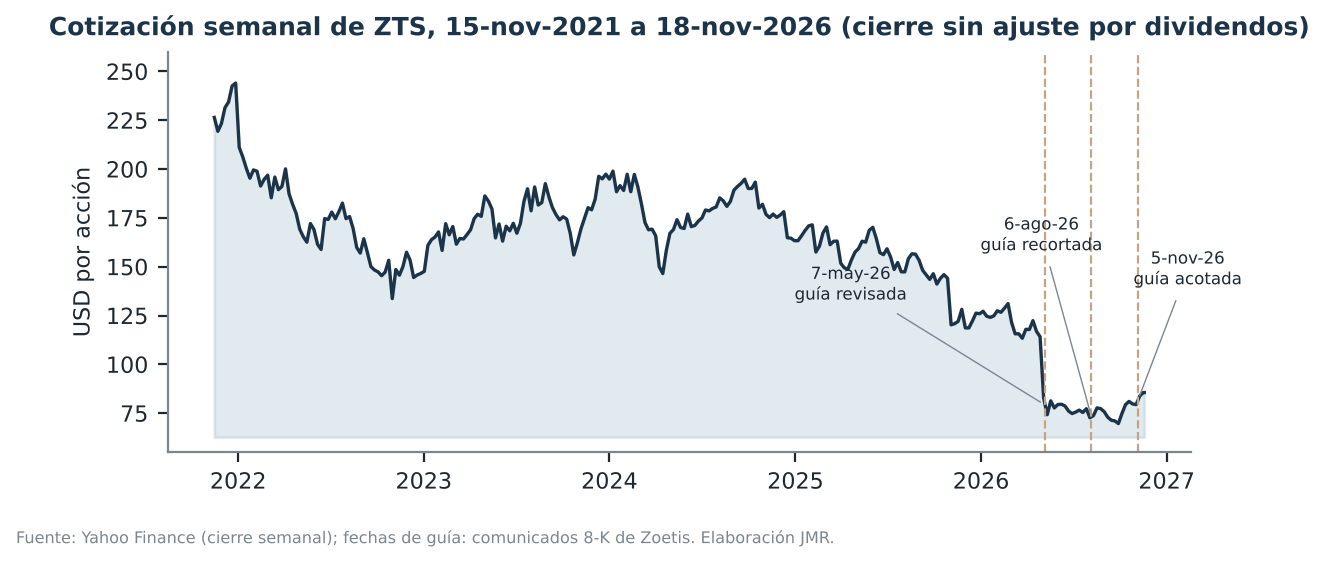 Cotización semanal de ZTS, 15-nov-2021 a 18-nov-2026 (cierre sin ajuste por dividendos)
USD por acción
250
225
200
175
150
125
100
75
6-ago-26
guía recortada
5-nov-26
guía acotada
7-may-26
guía revisada
2022
2023
2024
2025
2026
2027
Fuente: Yahoo Finance (cierre semanal); fechas de guía: comunicados 8-K de Zoetis. Elaboración JMR.